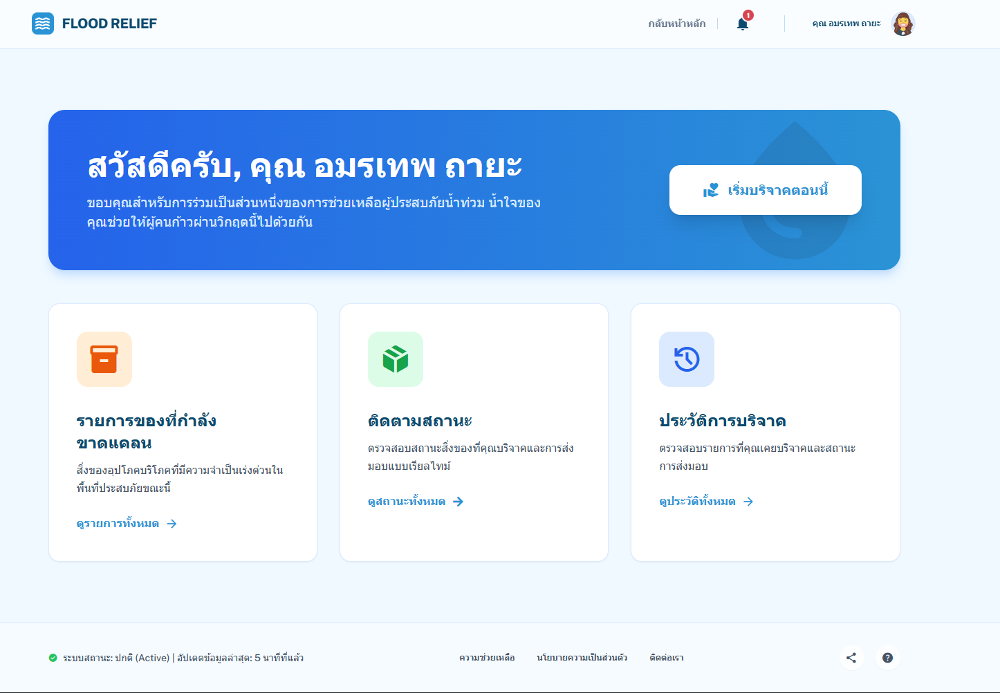 FLOOD RELIEF
กลับหน้าหลัก
1
คุณ อมรเทพ ถายะ
สวัสดีครับ, คุณ อมรเทพ ถายะ
ขอบคุณสำหรับการร่วมเป็นส่วนหนึ่งของการช่วยเหลือผู้ประสบภัยน้ำท่วม น้ำใจของ
คุณช่วยให้ผู้คนก้าวผ่านวิกฤตนี้ไปด้วยกัน
เริ่มบริจาคตอนนี้
รายการของที่กำลัง
ขาดแคลน
สิ่งของอุปโภคบริโภคที่มีความจำเป็นเร่งด่วนใน
พื้นที่ประสบภัยขณะนี้
ดูรายการทั้งหมด
ติดตามสถานะ
ตรวจสอบสถานะสิ่งของที่คุณบริจาคและการส่ง
มอบแบบเรียลไทม์
ดูสถานะทั้งหมด
ประวัติการบริจาค
ตรวจสอบรายการที่คุณเคยบริจาคและสถานะ
การส่งมอบ
ดูประวัติทั้งหมด
ระบบสถานะ: ปกติ (Active) | อัปเดตข้อมูลล่าสุด: 5 นาทีที่แล้ว
ความช่วยเหลือ
นโยบายความเป็นส่วนตัว
ติดต่อเรา
?